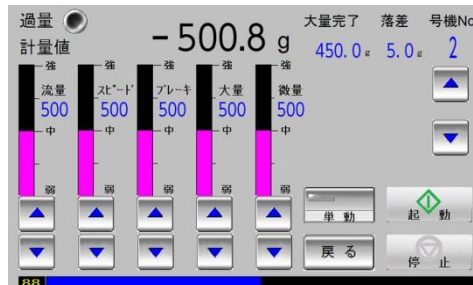 過量
大量完了 落差 号機No
計量値 -500.8 g 450.0 g 5.0 g 2
強 強 強 強 強
流量 スピード ブレーキ 大量 微量
500 500 500 500 500
中 中 中 中 中
弱 弱 弱 弱 弱
単動 起動
戻る 停止
88